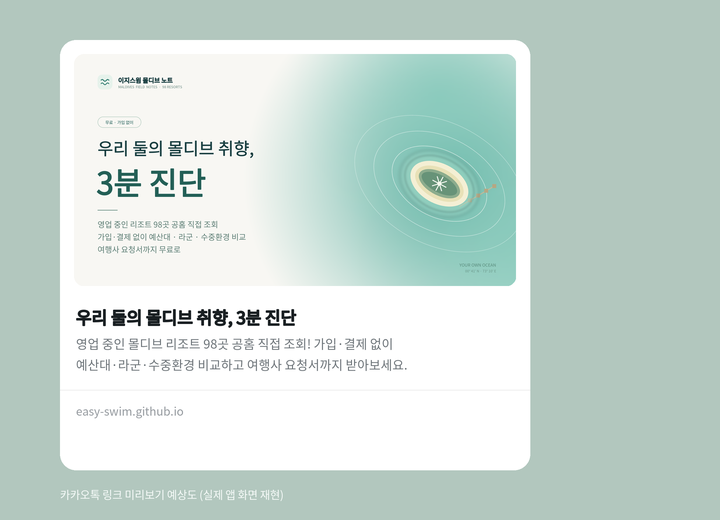 이지스윔 몰디브 노트
MALDIVES FIELD NOTES · 98 RESORTS
무료 · 가입 없이
우리 둘의 몰디브 취향,
3분 진단
영업 중인 리조트 98곳 공홈 직접 조회
가입·결제 없이 예산대 · 라군 · 수중환경 비교
여행사 요청서까지 무료로
YOUR OWN OCEAN
우리 둘의 몰디브 취향, 3분 진단
영업 중인 몰디브 리조트 98곳 공홈 직접 조회! 가입·결제 없이
예산대·라군·수중환경 비교하고 여행사 요청서까지 받아보세요.
easy-swim.github.io
카카오톡 링크 미리보기 예상도 (실제 앱 화면 재현)